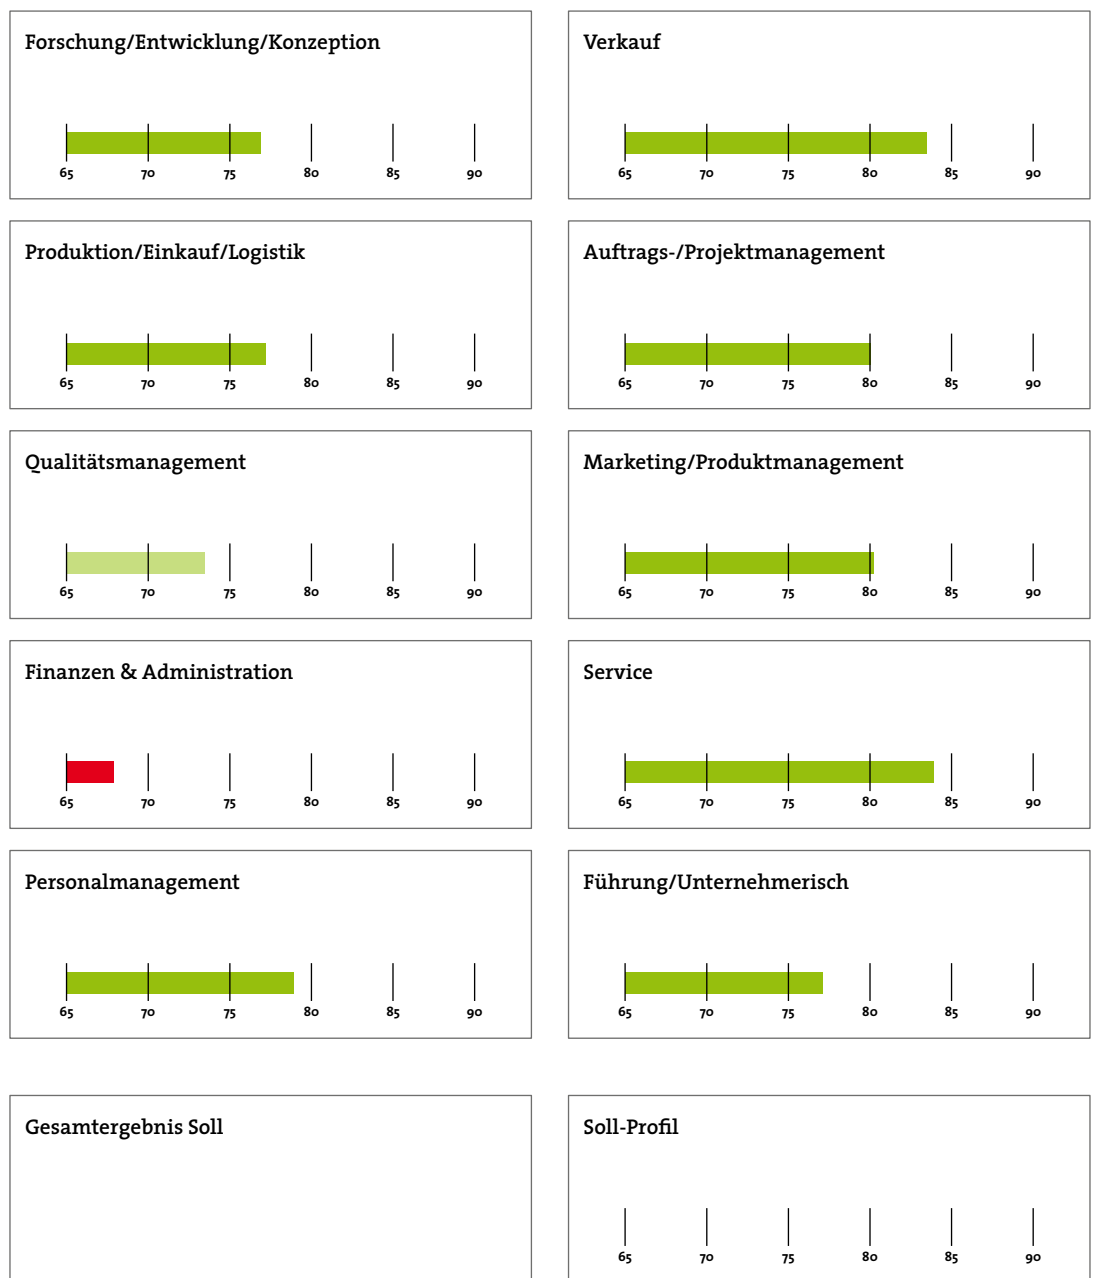 Forschung/Entwicklung/Konzeption
65 70 75 80 85 90
Verkauf
65 70 75 80 85 90
Produktion/Einkauf/Logistik
65 70 75 80 85 90
Auftrags-/Projektmanagement
65 70 75 80 85 90
Qualitätsmanagement
65 70 75 80 85 90
Marketing/Produktmanagement
65 70 75 80 85 90
Finanzen & Administration
65 70 75 80 85 90
Service
65 70 75 80 85 90
Personalmanagement
65 70 75 80 85 90
Führung/Unternehmerisch
65 70 75 80 85 90
Gesamtergebnis Soll
Soll-Profil
65 70 75 80 85 90